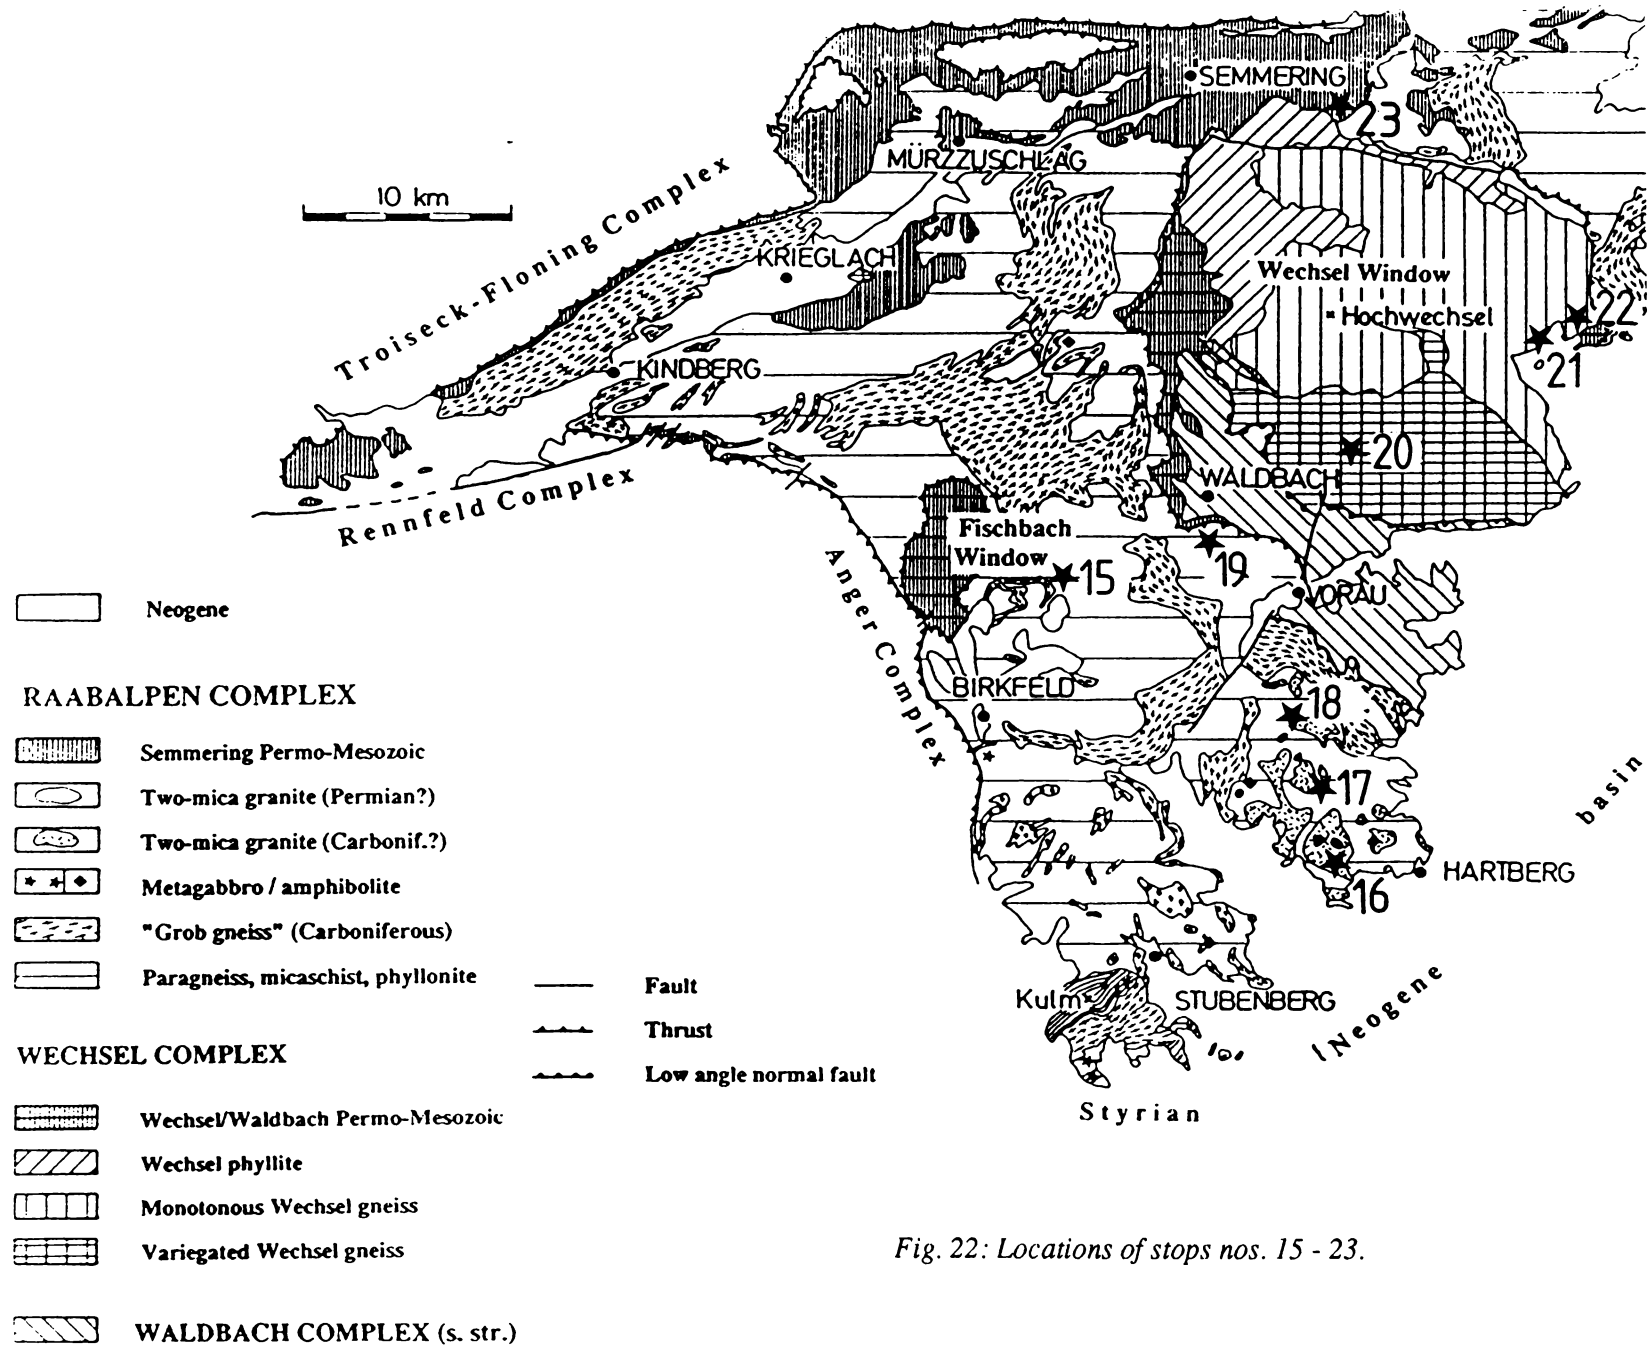 SEMMERING
23
MÜRZZUSCHLAG
10 km
Troiseck-Floning Complex
KRIEGLACH
Wechsel Window
Hochwechsel
22
21
KINDBERG
20
WALDBACH
Rennfeld Complex
Fischbach
Window
15
19
VORAU
Anger Complex
BIRKFELD
18
17
HARTBERG
16
basin
Kulm
STUBENBERG
Neogene
Styrian
Neogene
RAABALPEN COMPLEX
Semmering Permo-Mesozoic
Two-mica granite (Permian?)
Two-mica granite (Carbonif.?)
Metagabbro / amphibolite
"Grob gneiss" (Carboniferous)
Paragneiss, micaschist, phyllonite
Fault
Thrust
Low angle normal fault
WECHSEL COMPLEX
Wechsel/Waldbach Permo-Mesozoic
Wechsel phyllite
Monotonous Wechsel gneiss
Variegated Wechsel gneiss
WALDBACH COMPLEX (s. str.)
Fig. 22: Locations of stops nos. 15 - 23.